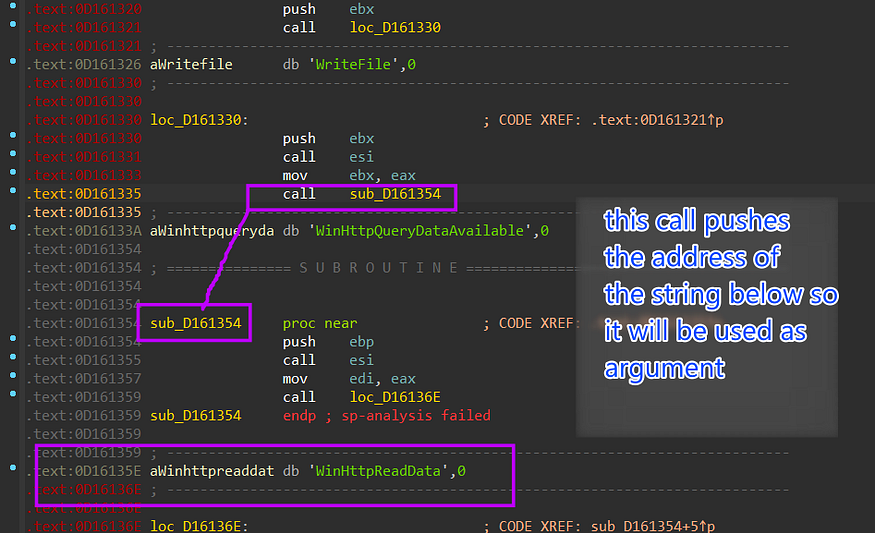 .text:0D161320 push ebx
.text:0D161321 call loc_D161330
.text:0D161321 ; ---------------------------------------------------------------------------
.text:0D161326 aWritefile db 'WriteFile',0
.text:0D161330 ; ---------------------------------------------------------------------------
.text:0D161330
.text:0D161330 loc_D161330: ; CODE XREF: .text:0D161321↑p
.text:0D161330 push ebx
.text:0D161331 call esi
.text:0D161333 mov ebx, eax
.text:0D161335 call sub_D161354
.text:0D161335 ; ---------------------------------------
.text:0D16133A aWinhttpqueryda db 'WinHttpQueryDataAvailable',0
.text:0D161354
.text:0D161354 ; =============== S U B R O U T I N E ===============
.text:0D161354
.text:0D161354
.text:0D161354 sub_D161354 proc near ; CODE XREF:
.text:0D161354 push ebp
.text:0D161355 call esi
.text:0D161357 mov edi, eax
.text:0D161359 call loc_D16136E
.text:0D161359 sub_D161354 endp ; sp-analysis failed
.text:0D161359
.text:0D161359 ; ---------------------------------------------------------------------------
.text:0D16135E aWinhttpreaddat db 'WinHttpReadData',0
.text:0D16136E ; ---------------------------------------------------------------------------
.text:0D16136E
.text:0D16136E loc_D16136E: ; CODE XREF: sub_D161354+5↑p
this call pushes
the address of
the string below so
it will be used as
argument